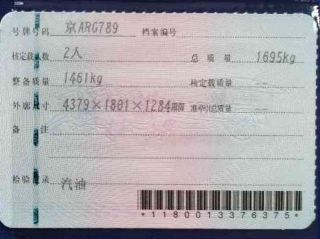 号牌号码 京ARG789 档案编号
核定载人数 2人 总质量 1695kg
整备质量 1461kg 核定载质量
外廓尺寸 4379×1801×1284mm 准牵引总质量
备注
检验记录 汽油
*1180013376375*